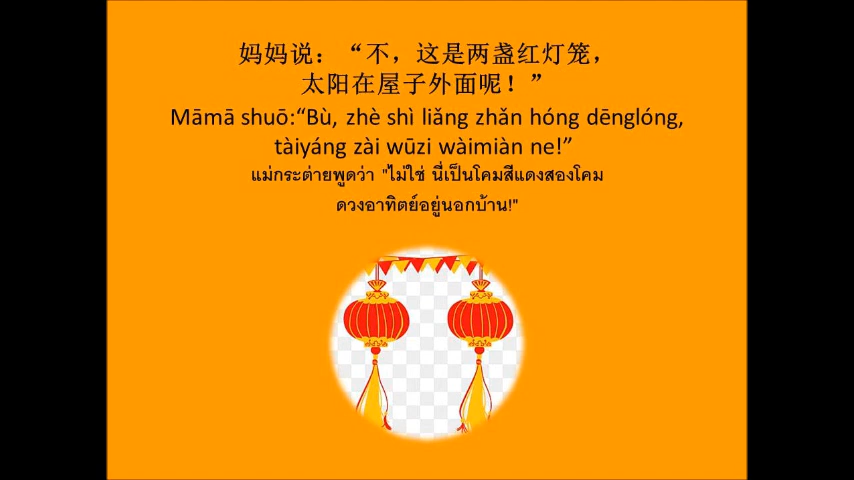 妈妈说：“不，这是两盏红灯笼，
太阳在屋子外面呢！”
Māmā shuō:“Bù, zhè shì liǎng zhǎn hóng dēnglóng,
tàiyáng zài wūzi wàimiàn ne!”
แม่กระต่ายพูดว่า "ไม่ใช่ นี่เป็นโคมสีแดงสองโคม
ดวงอาทิตย์อยู่นอกบ้าน!"